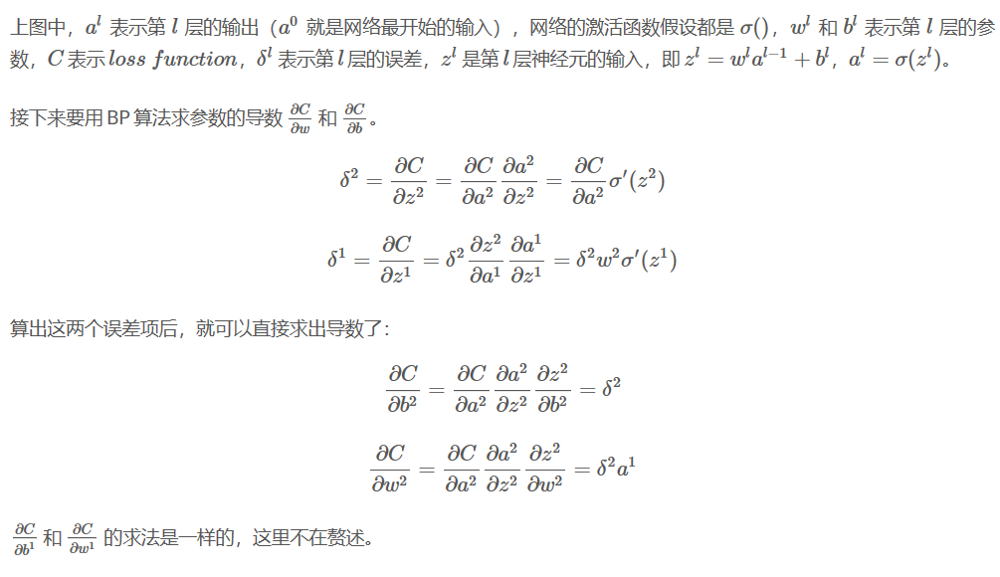 上图中，$a^l$ 表示第 $l$ 层的输出（$a^0$ 就是网络最开始的输入），网络的激活函数假设都是 $\sigma()$，$w^l$ 和 $b^l$ 表示第 $l$ 层的参
数，$C$ 表示 $loss\ function$，$\delta^l$ 表示第 $l$ 层的误差，$z^l$ 是第 $l$ 层神经元的输入，即 $z^l = w^l a^{l-1} + b^l$，$a^l = \sigma(z^l)$。
接下来要用 BP 算法求参数的导数 $\frac{\partial C}{\partial w}$ 和 $\frac{\partial C}{\partial b}$。
$\delta^2 = \frac{\partial C}{\partial z^2} = \frac{\partial C}{\partial a^2} \frac{\partial a^2}{\partial z^2} = \frac{\partial C}{\partial a^2} \sigma'(z^2)$
$\delta^1 = \frac{\partial C}{\partial z^1} = \delta^2 \frac{\partial z^2}{\partial a^1} \frac{\partial a^1}{\partial z^1} = \delta^2 w^2 \sigma'(z^1)$
算出这两个误差项后，就可以直接求出导数了：
$\frac{\partial C}{\partial b^2} = \frac{\partial C}{\partial a^2} \frac{\partial a^2}{\partial z^2} \frac{\partial z^2}{\partial b^2} = \delta^2$
$\frac{\partial C}{\partial w^2} = \frac{\partial C}{\partial a^2} \frac{\partial a^2}{\partial z^2} \frac{\partial z^2}{\partial w^2} = \delta^2 a^1$
$\frac{\partial C}{\partial b^1}$ 和 $\frac{\partial C}{\partial w^1}$ 的求法是一样的，这里不在赘述。